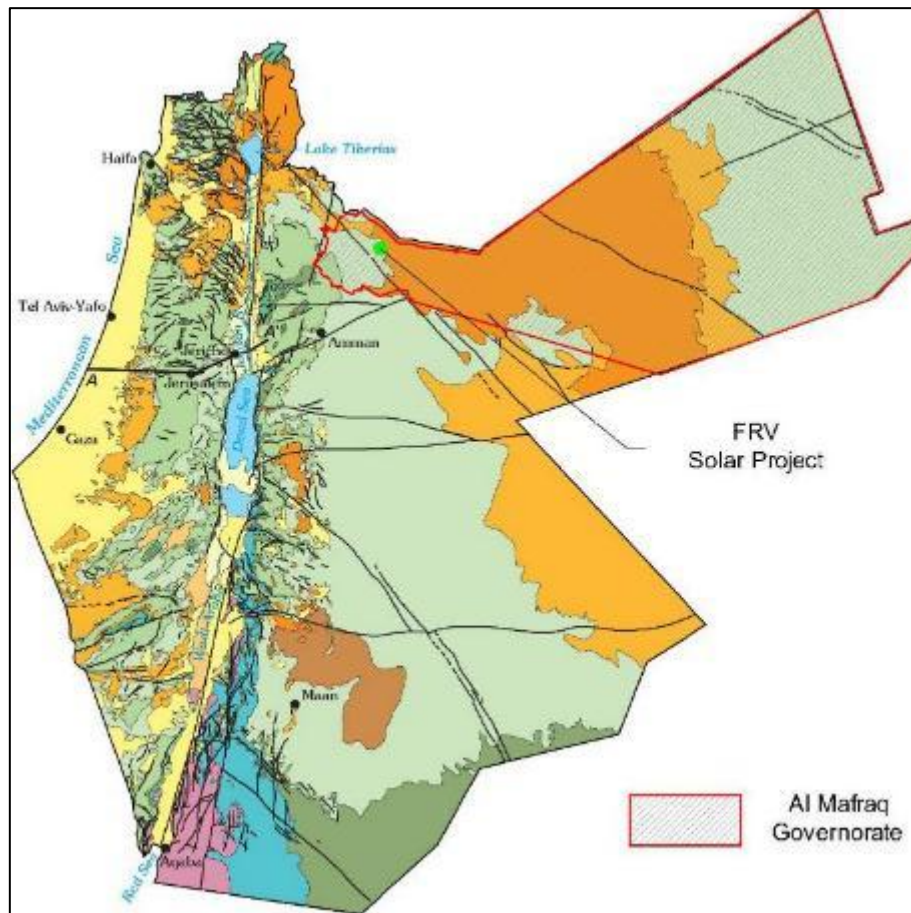 Lake Tiberias
Haifa
Sea
Tel Aviv-Yafo
A'
Amman
Jericho
Jerusalem
A
Mediterranean
Dead Sea
Gaza
FRV
Solar Project
Maan
Al Mafraq
Governorate
Aqaba
Red Sea